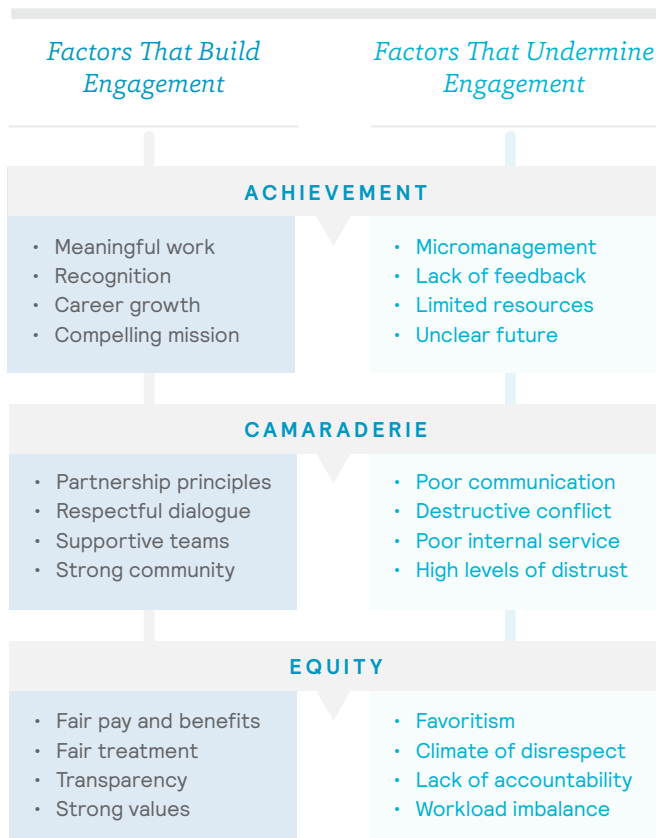 Factors That Build
Engagement
Factors That Undermine
Engagement
ACHIEVEMENT
• Meaningful work
• Recognition
• Career growth
• Compelling mission
• Micromanagement
• Lack of feedback
• Limited resources
• Unclear future
CAMARADERIE
• Partnership principles
• Respectful dialogue
• Supportive teams
• Strong community
• Poor communication
• Destructive conflict
• Poor internal service
• High levels of distrust
EQUITY
• Fair pay and benefits
• Fair treatment
• Transparency
• Strong values
• Favoritism
• Climate of disrespect
• Lack of accountability
• Workload imbalance